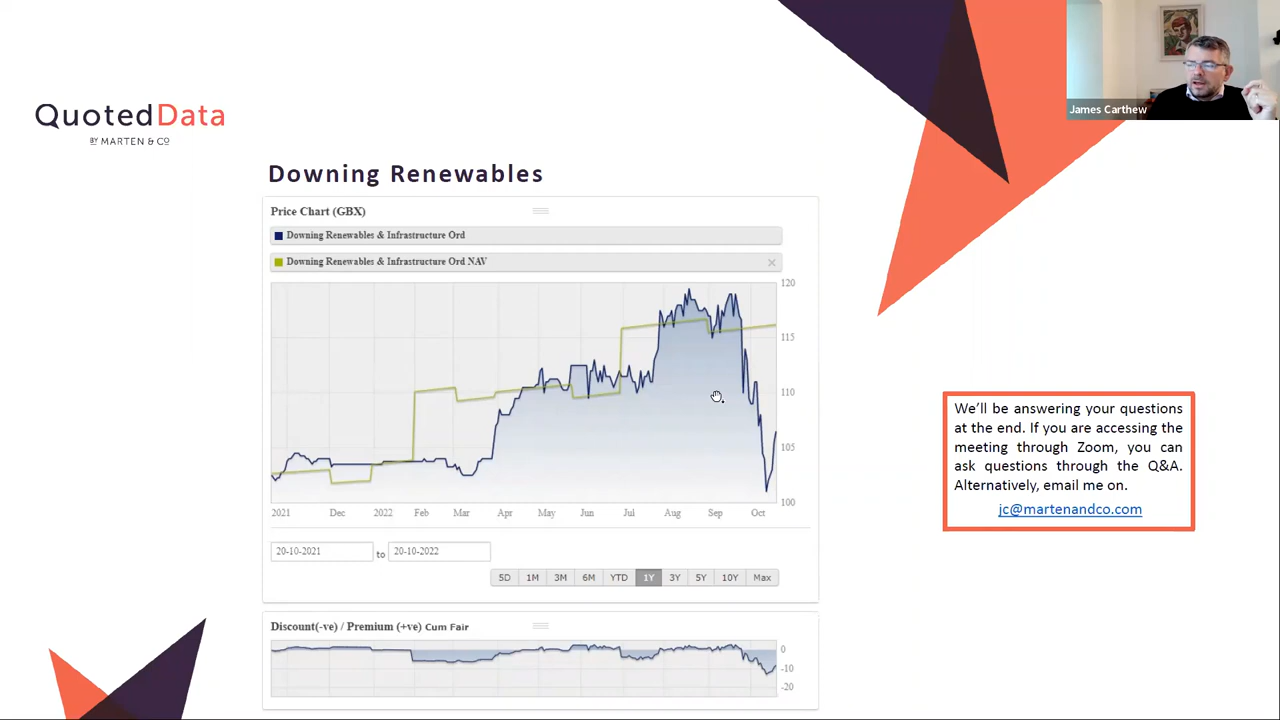 James Carthew
QuotedData
BY MARTEN & CO
Downing Renewables
Price Chart (GBX)
Downing Renewables & Infrastructure Ord
Downing Renewables & Infrastructure Ord NAV
120
115
110
105
100
2021 Dec 2022 Feb Mar Apr May Jun Jul Aug Sep Oct
20-10-2021 to 20-10-2022
5D 1M 3M 6M YTD 1Y 3Y 5Y 10Y Max
Discount(-ve) / Premium (+ve) Cum Fair
0
-10
-20
We'll be answering your questions
at the end. If you are accessing the
meeting through Zoom, you can
ask questions through the Q&A.
Alternatively, email me on.
jc@martenandco.com